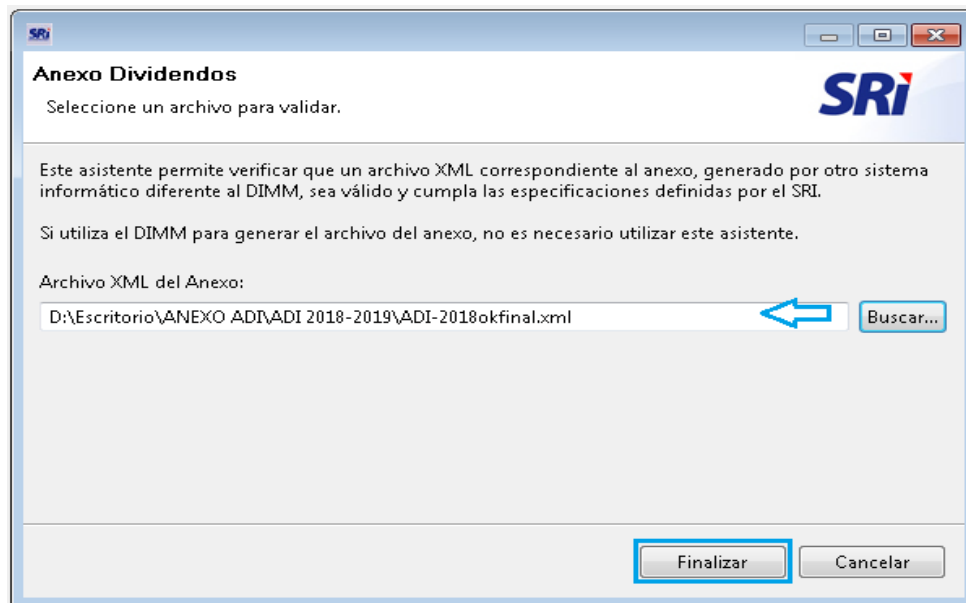 SRi
Anexo Dividendos
Seleccione un archivo para validar.
SRi
Este asistente permite verificar que un archivo XML correspondiente al anexo, generado por otro sistema
informático diferente al DIMM, sea válido y cumpla las especificaciones definidas por el SRI.
Si utiliza el DIMM para generar el archivo del anexo, no es necesario utilizar este asistente.
Archivo XML del Anexo:
D:\Escritorio\ANEXO ADI\ADI 2018-2019\ADI-2018okfinal.xml
Buscar...
Finalizar
Cancelar